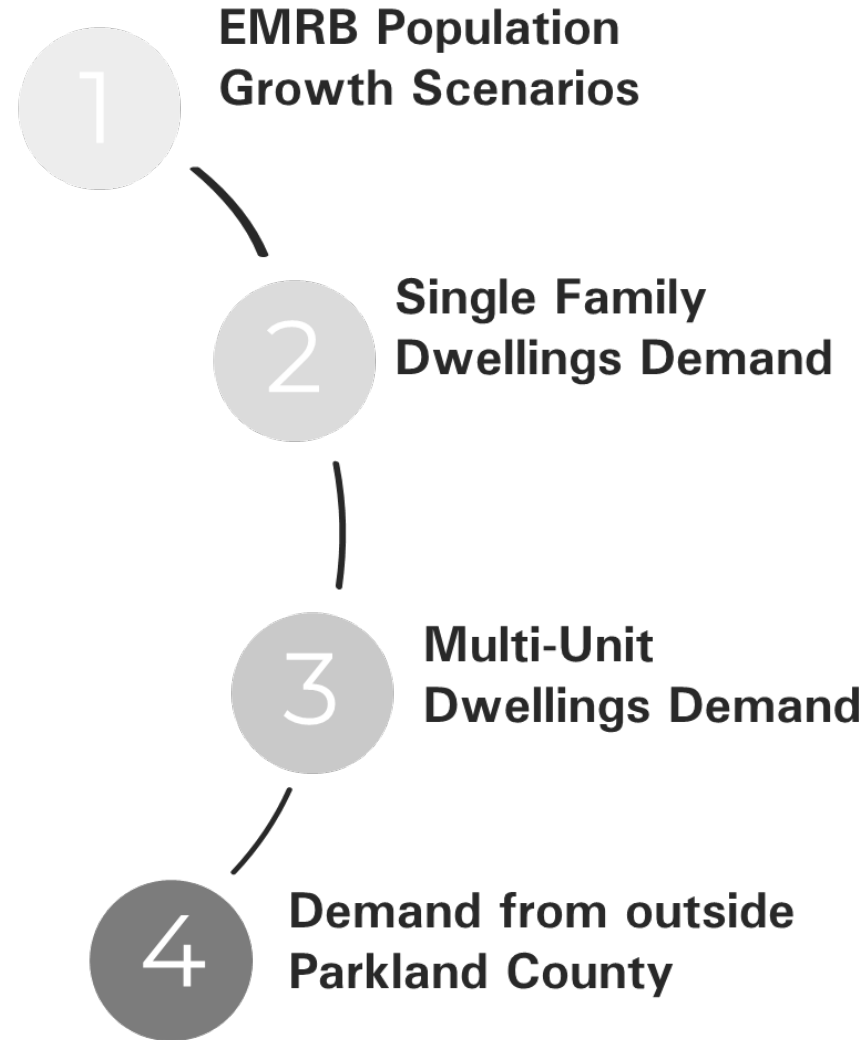 1
EMRB Population
Growth Scenarios
2
Single Family
Dwellings Demand
3
Multi-Unit
Dwellings Demand
4
Demand from outside
Parkland County